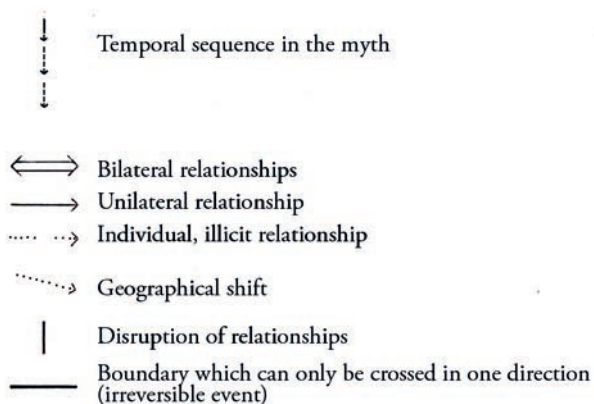 Temporal sequence in the myth
Bilateral relationships
Unilateral relationship
Individual, illicit relationship
Geographical shift
Disruption of relationships
Boundary which can only be crossed in one direction
(irreversible event)